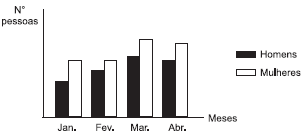 N°
pessoas
Homens
Mulheres
Meses
Jan. Fev. Mar. Abr.